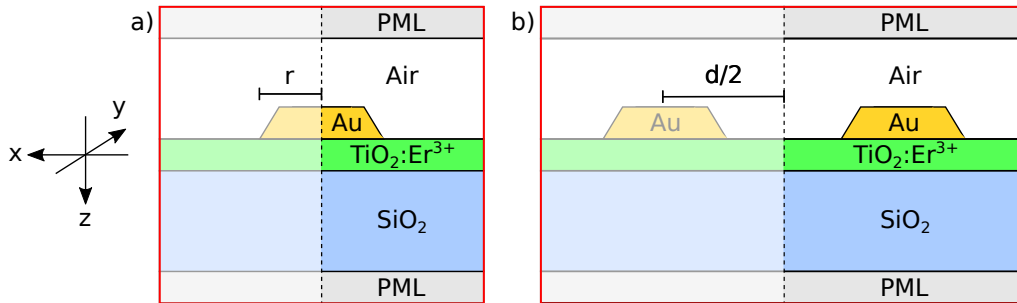 a)
PML
r
Air
Au
TiO₂:Er³⁺
SiO₂
PML
x
y
z
b)
PML
d/2
Air
Au
Au
TiO₂:Er³⁺
SiO₂
PML